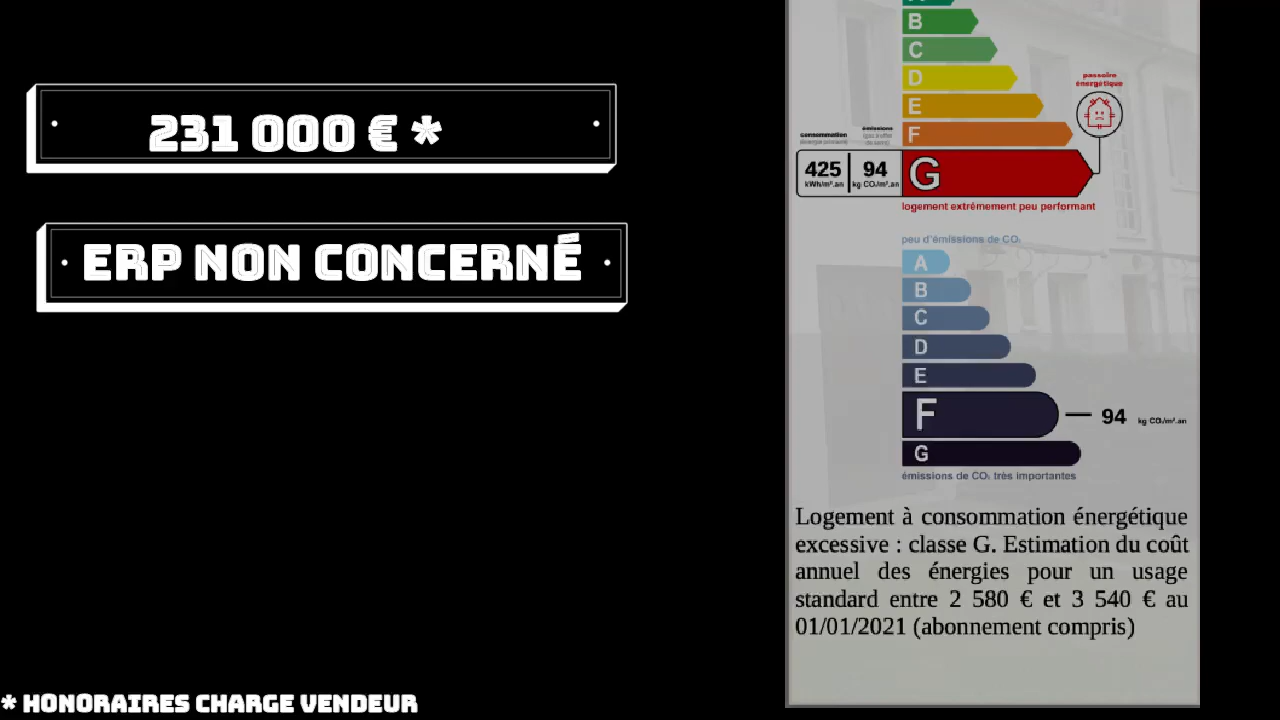 231 000 € *
ERP NON CONCERNÉ
* HONORAIRES CHARGE VENDEUR
B
C
D
E
F
passoire
énergétique
consommation
émissions
425
94
G
kWh/m².an
kg CO₂/m².an
logement extrêmement peu performant
peu d'émissions de CO₂
A
B
C
D
E
F
94
kg CO₂/m².an
G
émissions de CO₂ très importantes
Logement à consommation énergétique
excessive : classe G. Estimation du coût
annuel des énergies pour un usage
standard entre 2 580 € et 3 540 € au
01/01/2021 (abonnement compris)